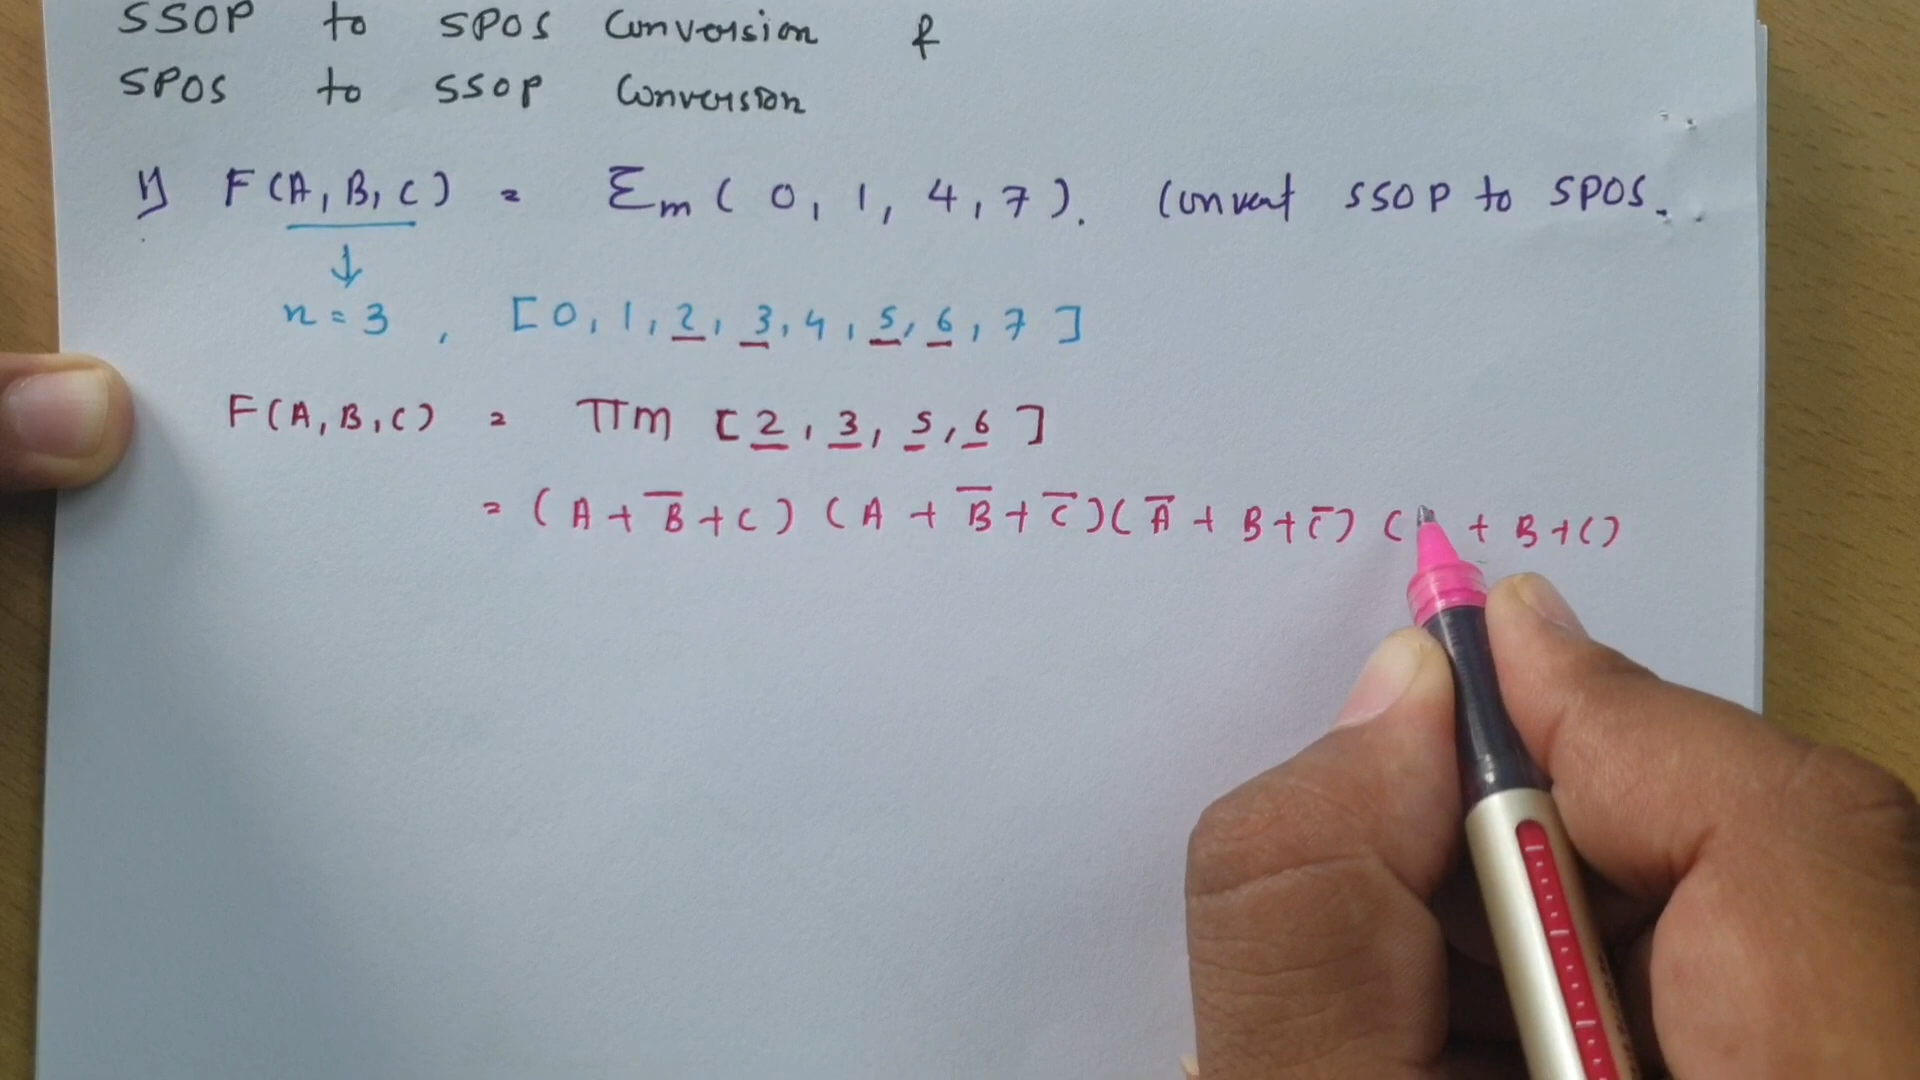 SSOP to SPOS Conversion &
SPOS to SSOP Conversion
1) F(A, B, C) = Σm ( 0, 1, 4, 7 ). Convert SSOP to SPOS.
↓
n = 3 , [ 0, 1, 2, 3, 4, 5, 6, 7 ]
F(A, B, C) = ΠM [ 2, 3, 5, 6 ]
= ( A + B̅ + C ) ( A + B̅ + C̅ ) ( A̅ + B + C̅ ) ( + B + C )